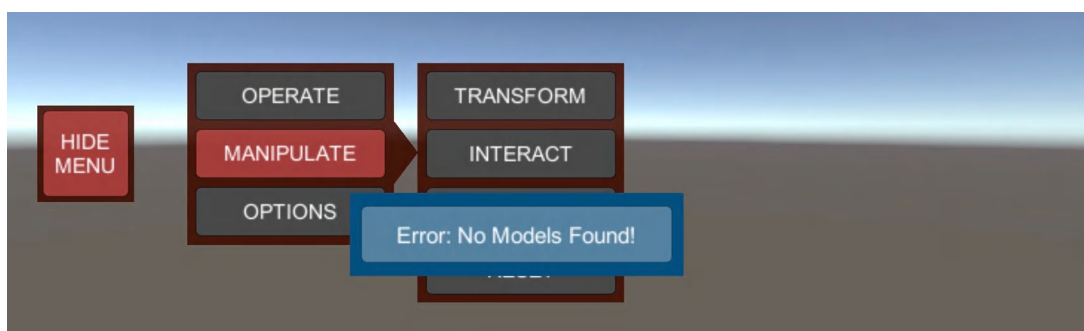 HIDE
MENU
OPERATE
MANIPULATE
OPTIONS
TRANSFORM
INTERACT
Error: No Models Found!